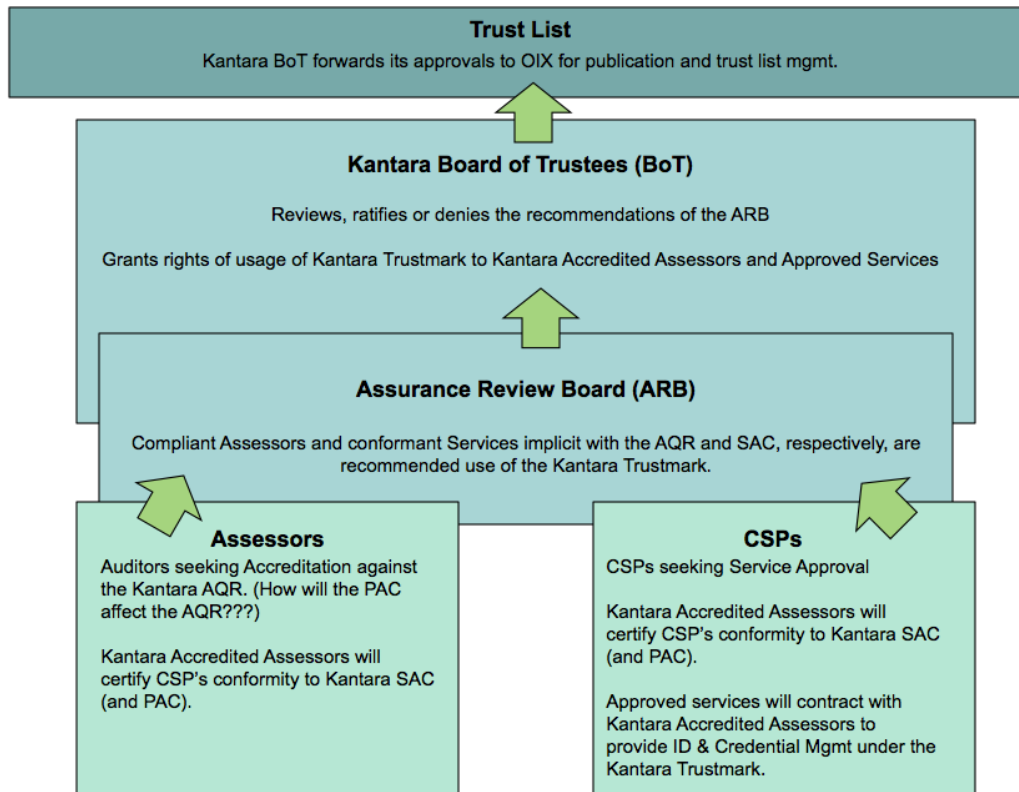 Trust List
Kantara BoT forwards its approvals to OIX for publication and trust list mgmt.
Kantara Board of Trustees (BoT)
Reviews, ratifies or denies the recommendations of the ARB
Grants rights of usage of Kantara Trustmark to Kantara Accredited Assessors and Approved Services
Assurance Review Board (ARB)
Compliant Assessors and conformant Services implicit with the AQR and SAC, respectively, are
recommended use of the Kantara Trustmark.
Assessors
Auditors seeking Accreditation against
the Kantara AQR. (How will the PAC
affect the AQR???)
Kantara Accredited Assessors will
certify CSP's conformity to Kantara SAC
(and PAC).
CSPs
CSPs seeking Service Approval
Kantara Accredited Assessors will
certify CSP's conformity to Kantara SAC
(and PAC).
Approved services will contract with
Kantara Accredited Assessors to
provide ID & Credential Mgmt under the
Kantara Trustmark.